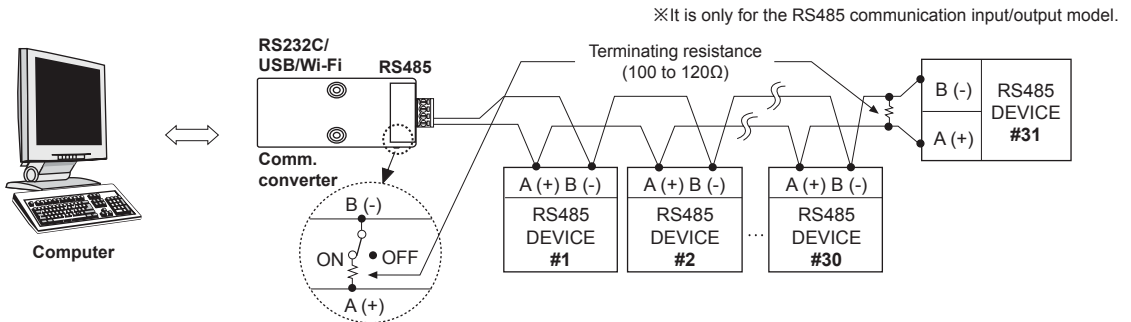 ※It is only for the RS485 communication input/output model.
RS232C/
USB/Wi-Fi
RS485
Terminating resistance
(100 to 120Ω)
B (-)
A (+)
RS485
DEVICE
#31
Comm.
converter
Computer
B (-)
ON
OFF
A (+)
A (+) B (-)
RS485
DEVICE
#1
A (+) B (-)
RS485
DEVICE
#2
...
A (+) B (-)
RS485
DEVICE
#30